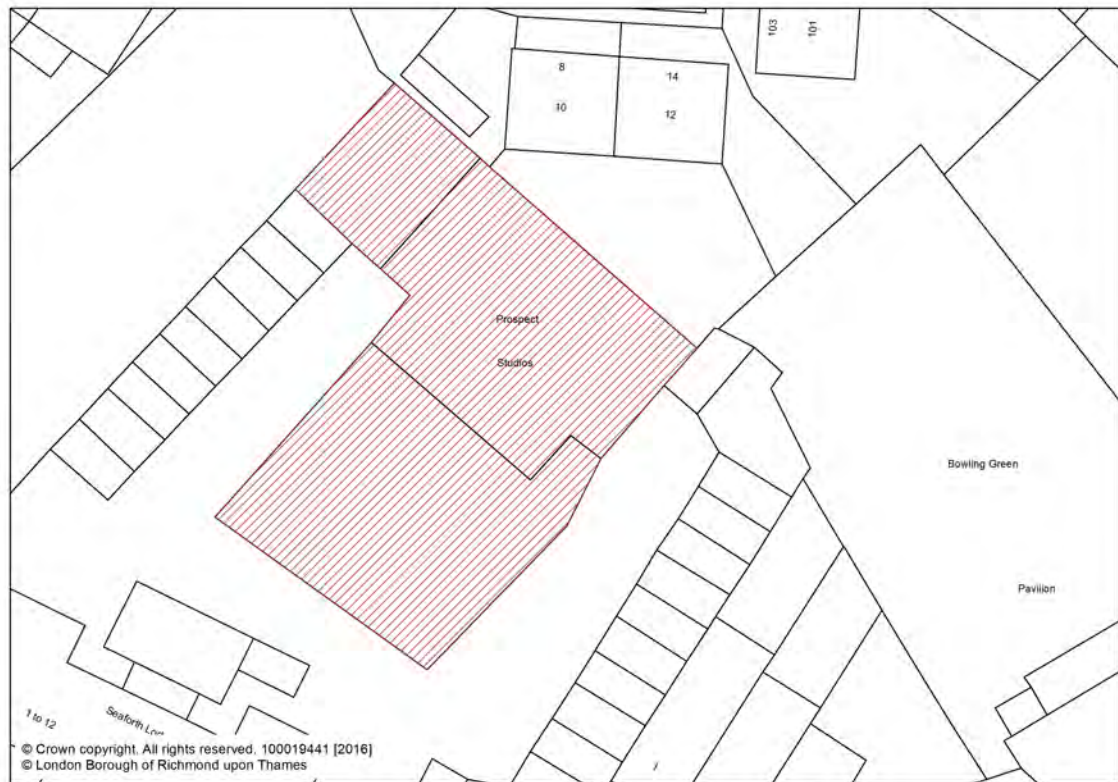 103
101
8
14
10
12
Prospect
Studios
Bowling Green
Pavilion
1 to 12
Seaforth
© Crown copyright. All rights reserved. 100019441 [2016]
© London Borough of Richmond upon Thames